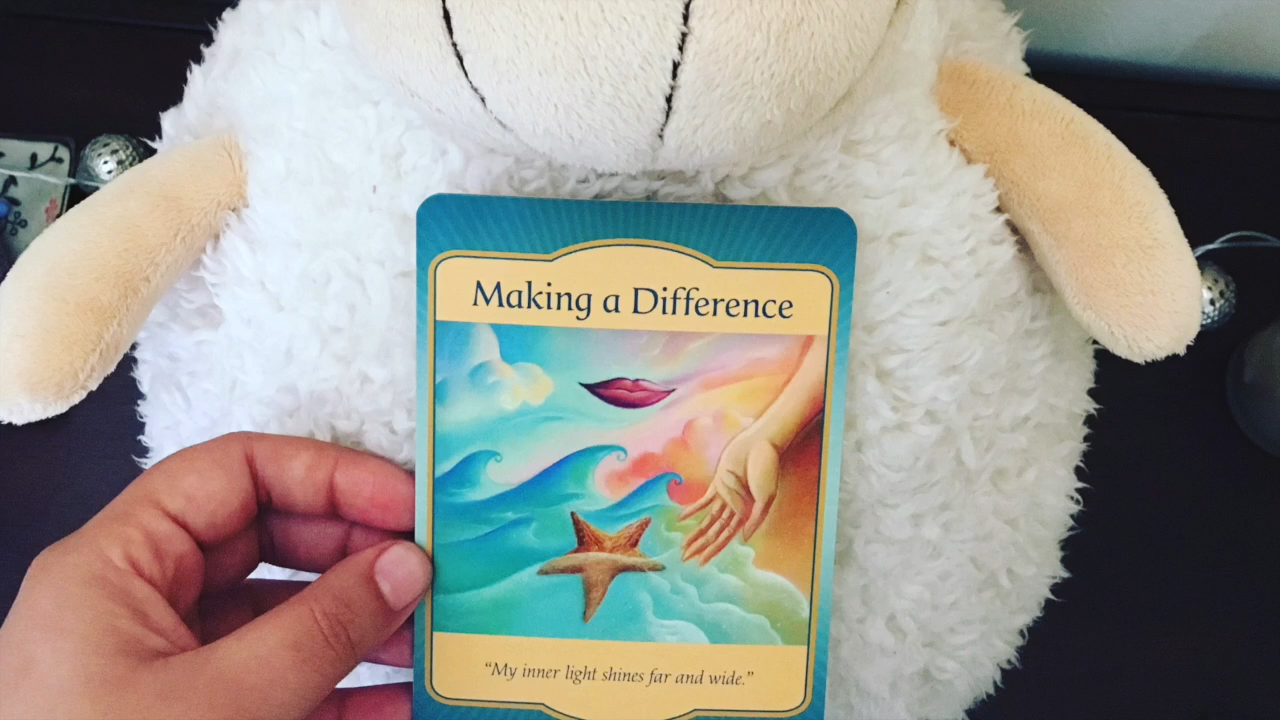 Making a Difference
“My inner light shines far and wide.”